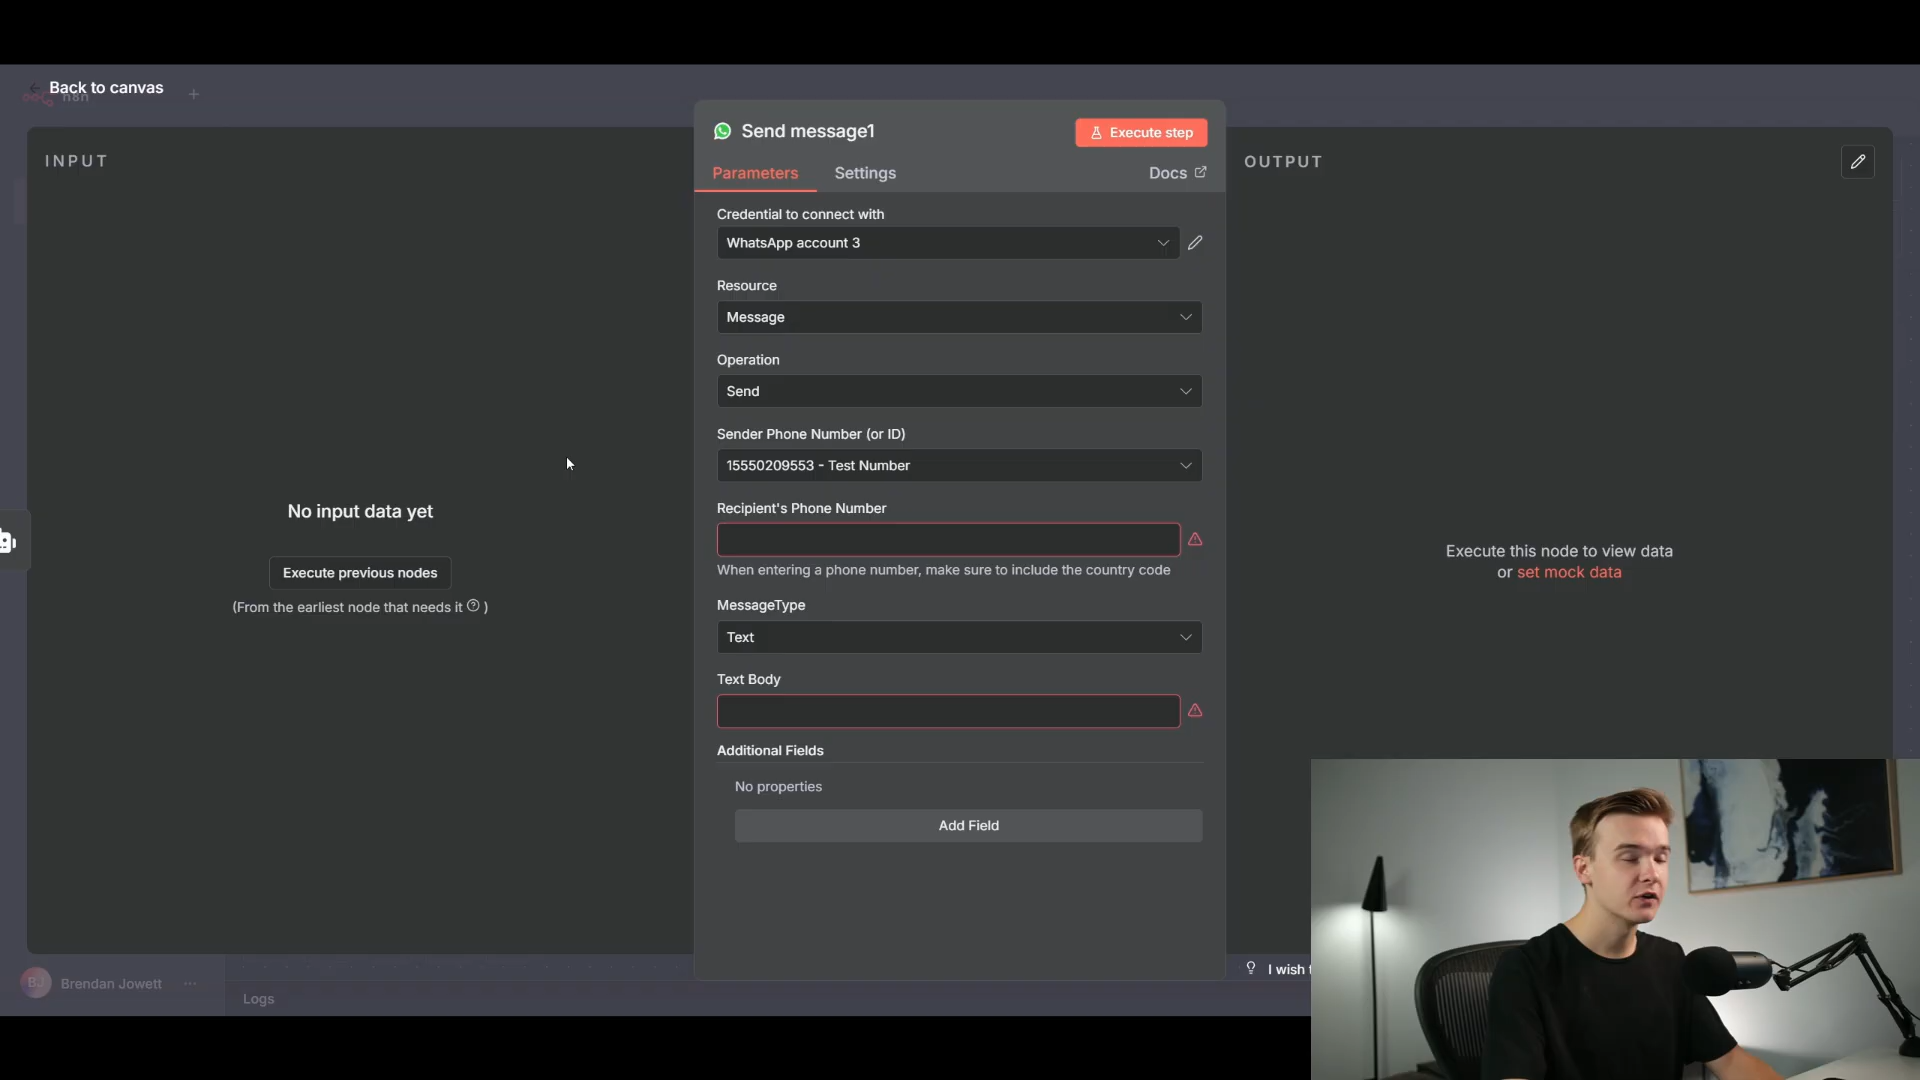 Back to canvas
n8n
INPUT
No input data yet
Execute previous nodes
(From the earliest node that needs it ? )
Send message1
Execute step
Parameters
Settings
Docs
Credential to connect with
WhatsApp account 3
Resource
Message
Operation
Send
Sender Phone Number (or ID)
15550209553 - Test Number
Recipient's Phone Number
When entering a phone number, make sure to include the country code
MessageType
Text
Text Body
Additional Fields
No properties
Add Field
OUTPUT
Execute this node to view data
or set mock data
BJ
Brendan Jowett
Logs
I wish